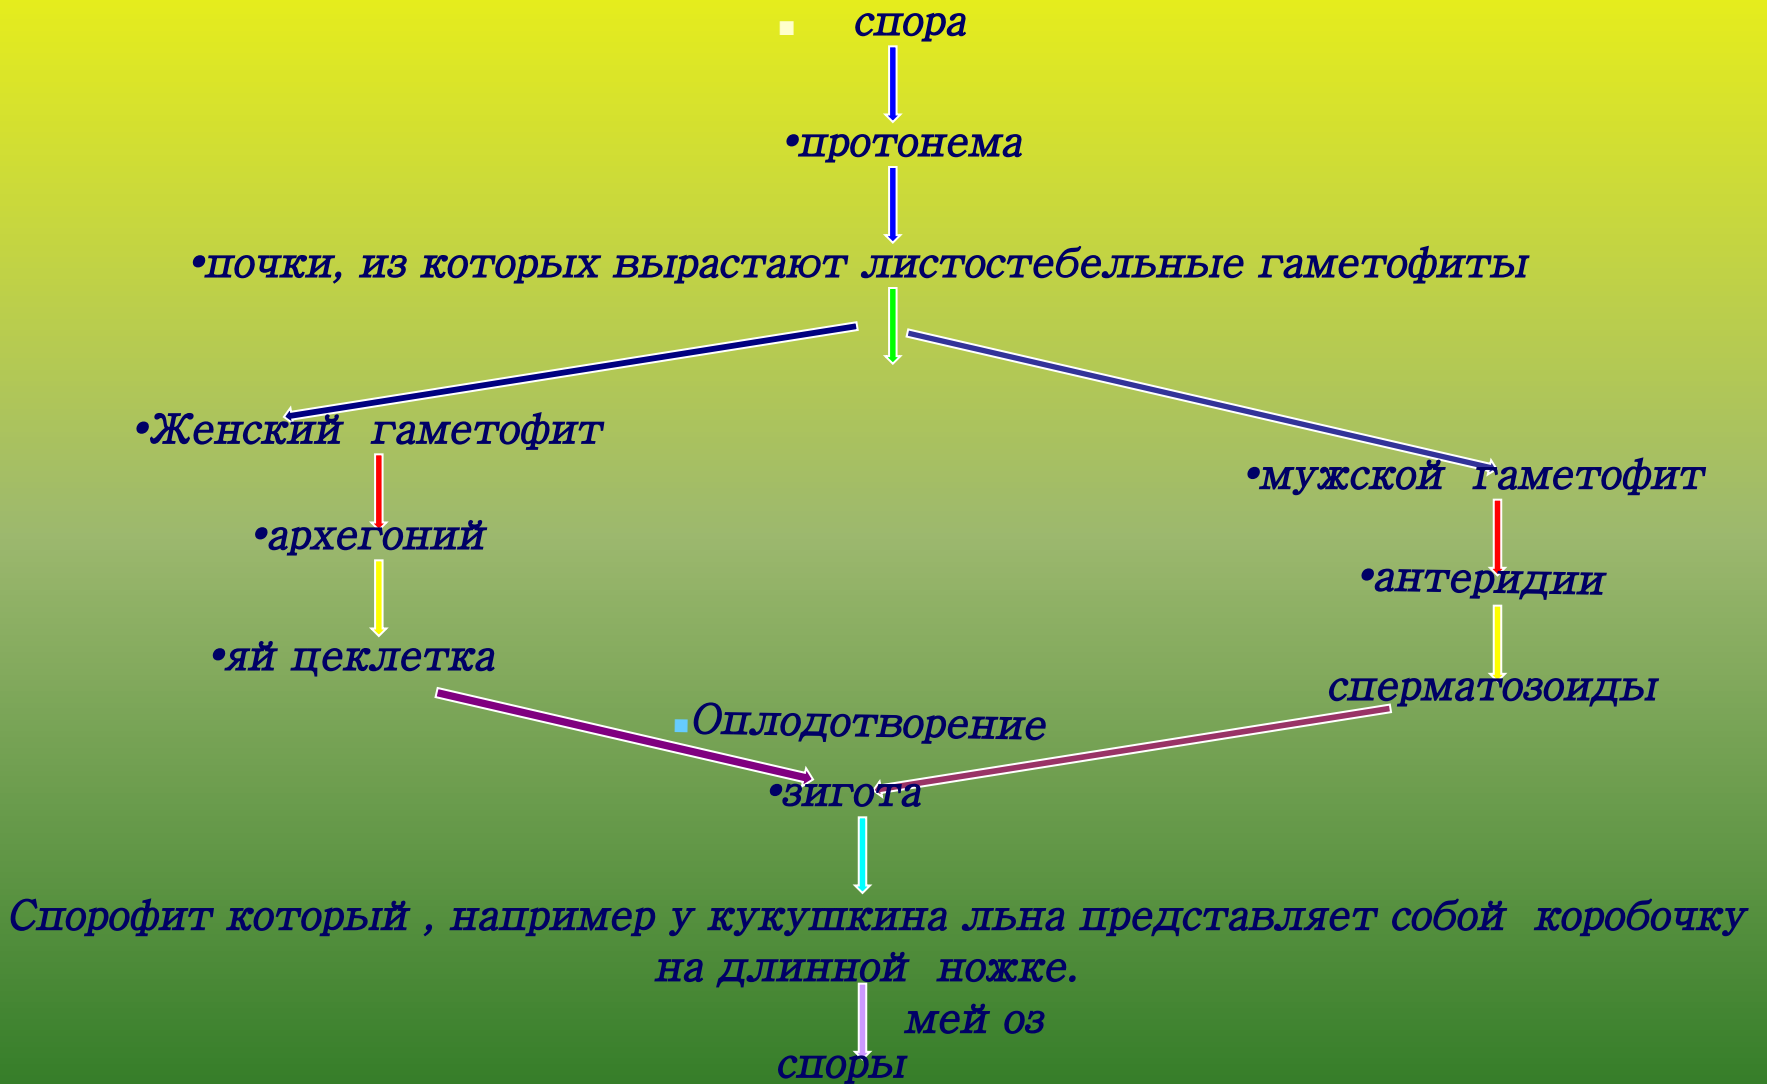 спора
•протонема
•почки, из которых вырастают листостебельные гаметофиты
•Женский гаметофит
•мужской гаметофит
•архегоний
•антеридии
•яй цеклетка
сперматозоиды
Оплодотворение
•зигота
Спорофит который , например у кукушкина льна представляет собой коробочку
на длинной ножке.
мей оз
споры